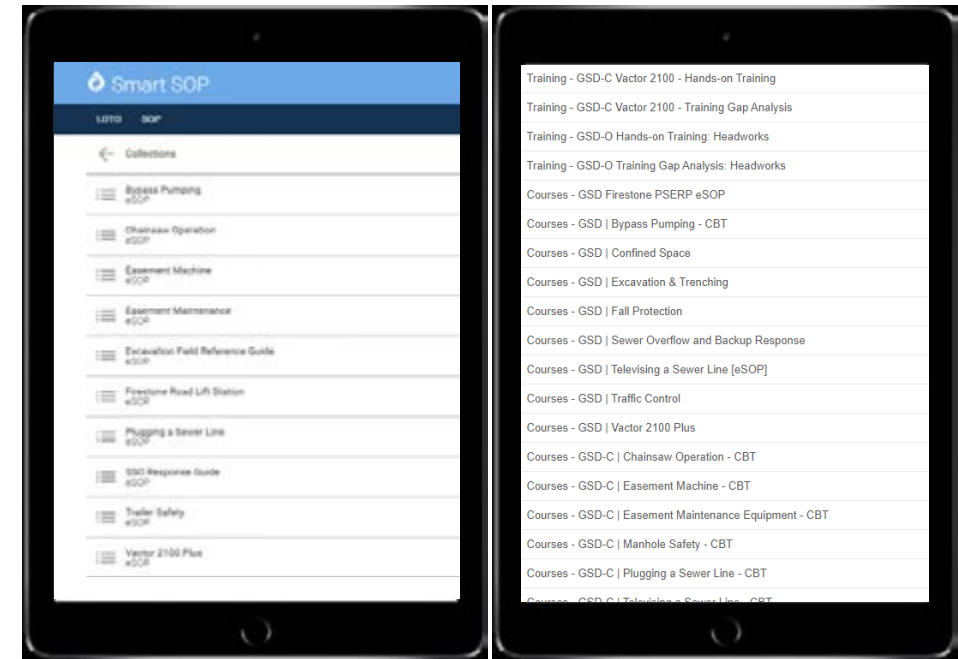 Smart SOP
LOTO SOP
Collections
Bypass Pumping
eSOP
Chainsaw Operation
eSOP
Easement Machine
eSOP
Easement Maintenance
eSOP
Excavation Field Reference Guide
eSOP
Firestone Road Lift Station
eSOP
Plugging a Sewer Line
eSOP
SSO Response Guide
eSOP
Trailer Safety
eSOP
Vactor 2100 Plus
eSOP
Training - GSD-C Vactor 2100 - Hands-on Training
Training - GSD-C Vactor 2100 - Training Gap Analysis
Training - GSD-O Hands-on Training: Headworks
Training - GSD-O Training Gap Analysis: Headworks
Courses - GSD Firestone PSERP eSOP
Courses - GSD | Bypass Pumping - CBT
Courses - GSD | Confined Space
Courses - GSD | Excavation & Trenching
Courses - GSD | Fall Protection
Courses - GSD | Sewer Overflow and Backup Response
Courses - GSD | Televising a Sewer Line [eSOP]
Courses - GSD | Traffic Control
Courses - GSD | Vactor 2100 Plus
Courses - GSD-C | Chainsaw Operation - CBT
Courses - GSD-C | Easement Machine - CBT
Courses - GSD-C | Easement Maintenance Equipment - CBT
Courses - GSD-C | Manhole Safety - CBT
Courses - GSD-C | Plugging a Sewer Line - CBT
Courses - GSD-C | Televising a Sewer Line - CBT